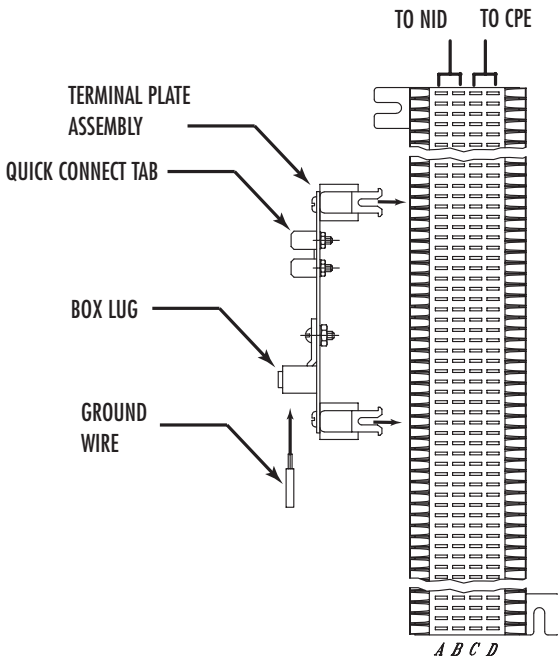 TO NID TO CPE
TERMINAL PLATE
ASSEMBLY
QUICK CONNECT TAB
BOX LUG
GROUND
WIRE
A B C D